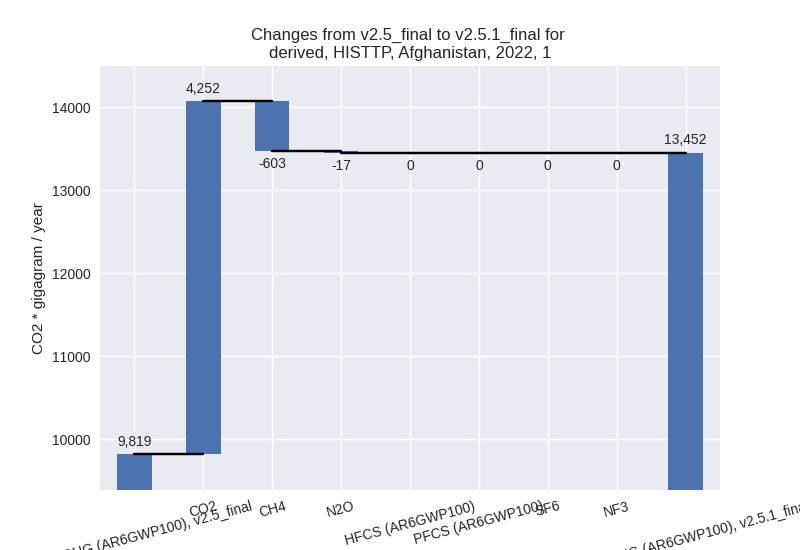 Changes from v2.5_final to v2.5.1_final for
derived, HISTTP, Afghanistan, 2022, 1
CO2 * gigagram / year
14000
13000
12000
11000
10000
9,819
4,252
-603
-17
0
0
0
0
13,452
(AR6GWP100), v2.5_final
CO2
CH4
N2O
HFCS (AR6GWP100)
PFCS (AR6GWP100)
SF6
NF3
(AR6GWP100), v2.5.1_fina